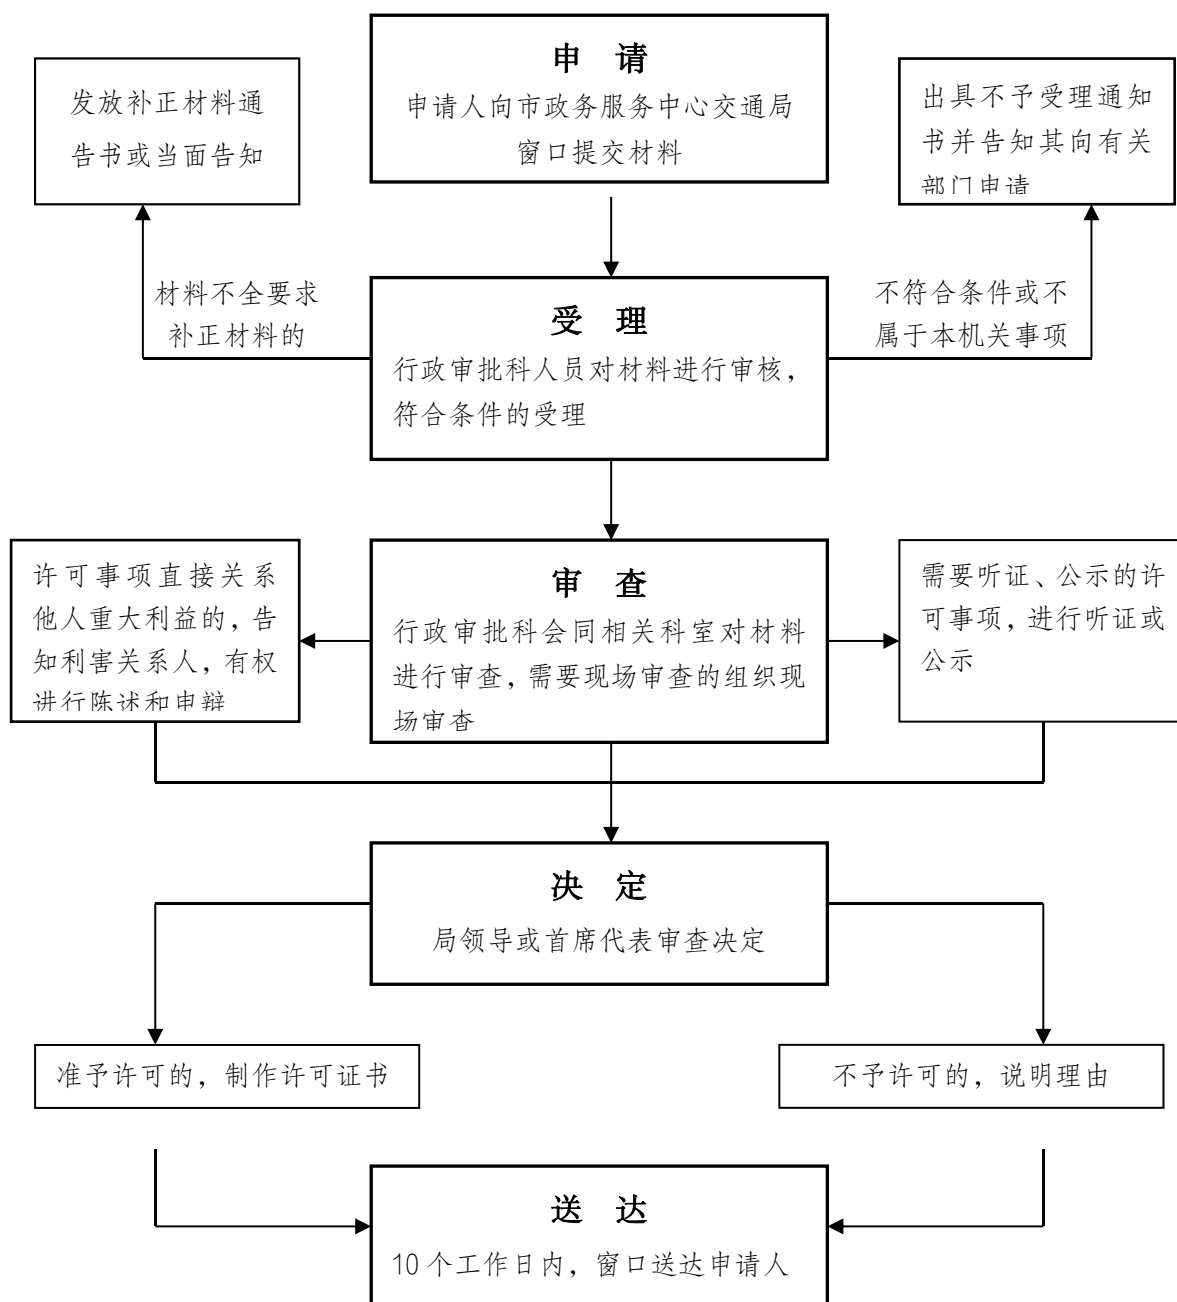 申 请
申请人向市政务服务中心交通局
窗口提交材料
发放补正材料通
告书或当面告知
出具不予受理通知
书并告知其向有关
部门申请
材料不全要求
补正材料的
不符合条件或不
属于本机关事项
受 理
行政审批科人员对材料进行审核，
符合条件的受理
许可事项直接关系
他人重大利益的，告
知利害关系人，有权
进行陈述和申辩
审 查
行政审批科会同相关科室对材料
进行审查，需要现场审查的组织现
场审查
需要听证、公示的许
可事项，进行听证或
公示
决 定
局领导或首席代表审查决定
准予许可的，制作许可证书
不予许可的，说明理由
送 达
10个工作日内，窗口送达申请人